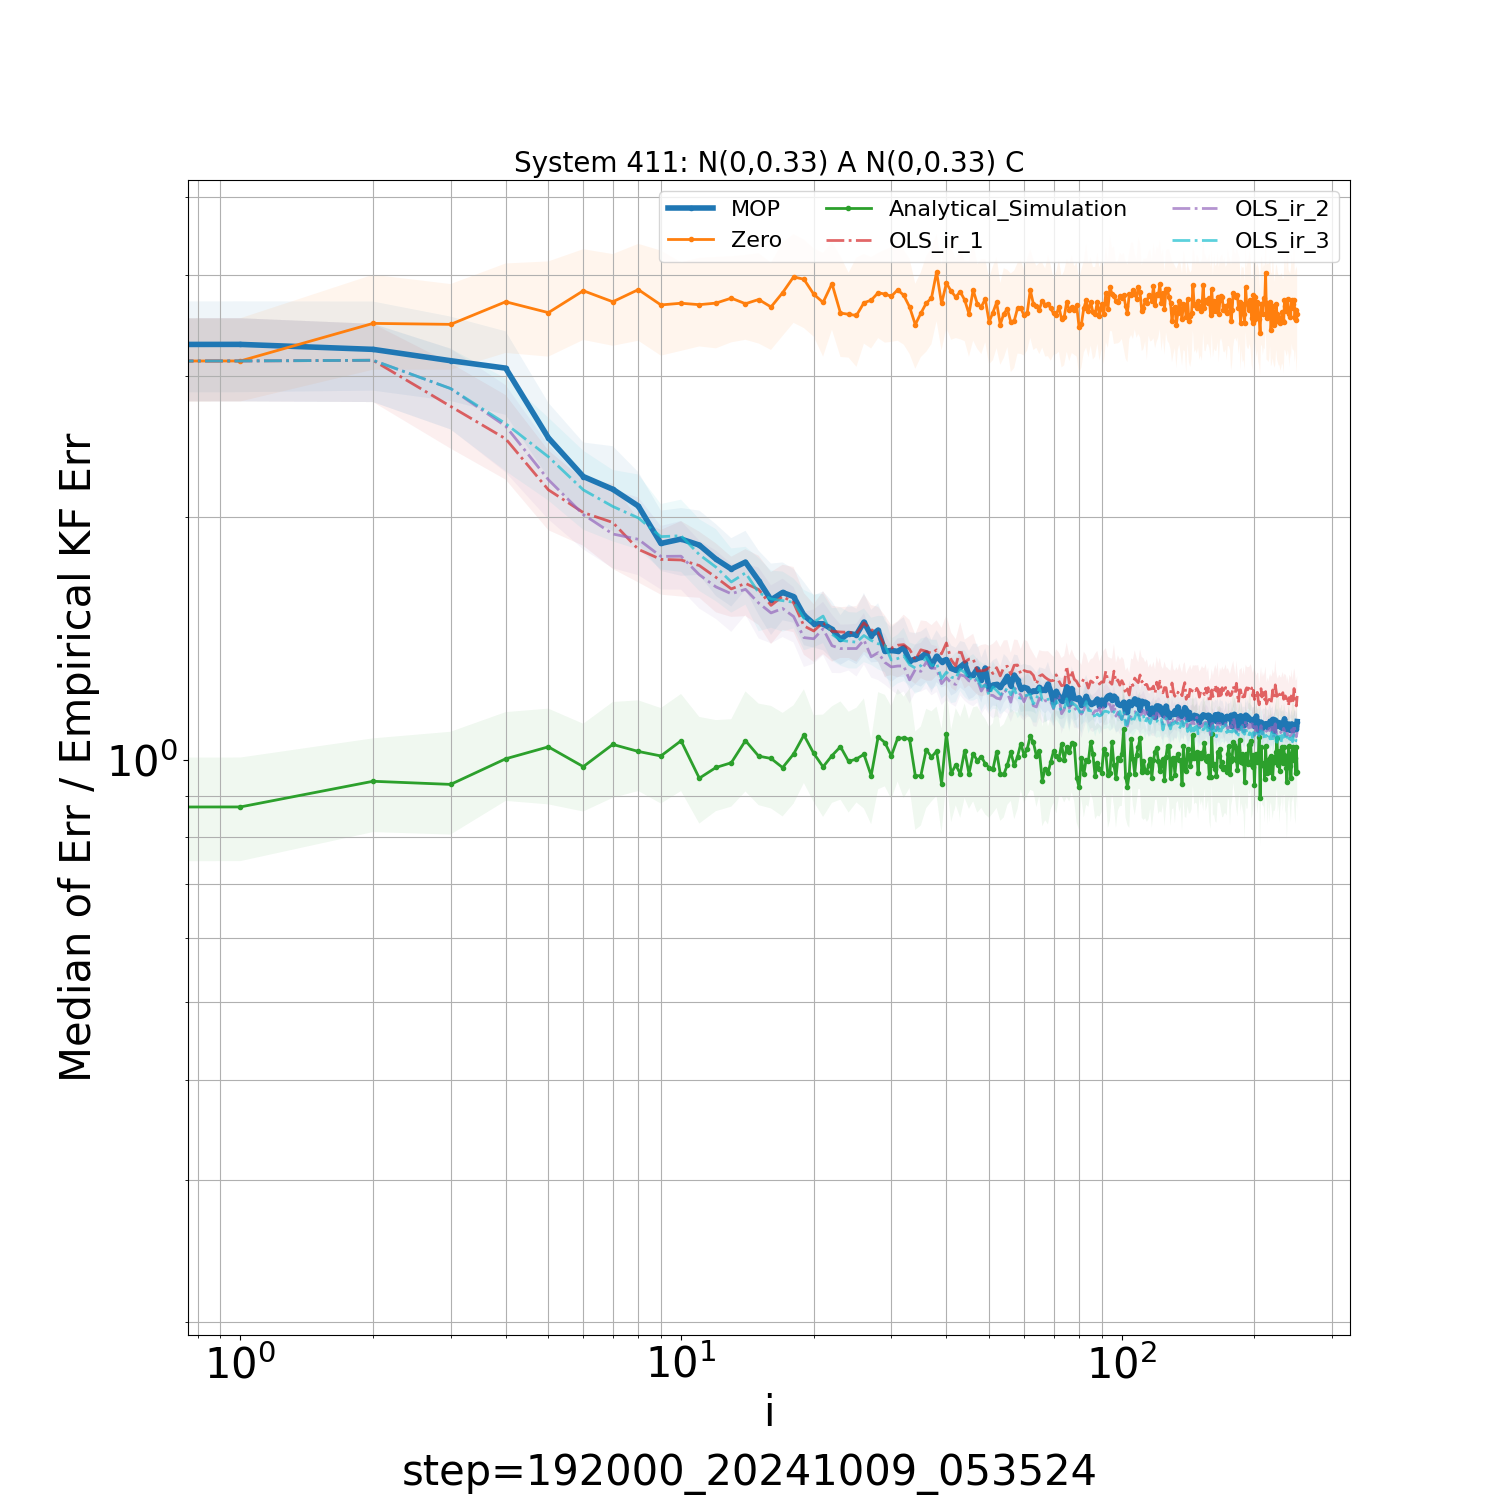 System 411: N(0,0.33) A N(0,0.33) C
MOP
Zero
Analytical_Simulation
OLS_ir_1
OLS_ir_2
OLS_ir_3
Median of Err / Empirical KF Err
10⁰
10⁰ 10¹ 10²
i
step=192000_20241009_053524